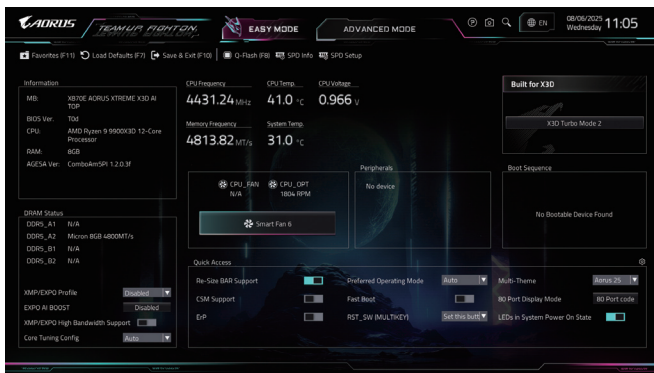 AORUS TEAM UP. FIGHT ON. EASY MODE ADVANCED MODE EN 08/06/2025 Wednesday 11:05
Favorites (F11) Load Defaults (F7) Save & Exit (F10) Q-Flash (F8) SPD Info SPD Setup
Information
MB: X870E AORUS XTREME X3D AI TOP
BIOS Ver. T0d
CPU: AMD Ryzen 9 9900X3D 12-Core Processor
RAM: 8GB
AGESA Ver: ComboAm5PI 1.2.0.3f
CPU Frequency CPU Temp. CPU Voltage
4431.24 MHz 41.0 °C 0.966 V
Memory Frequency System Temp.
4813.82 MT/s 31.0 °C
Built for X3D
X3D Turbo Mode 2
CPU_FAN CPU_OPT
N/A 1804 RPM
Smart Fan 6
Peripherals
No device
Boot Sequence
No Bootable Device Found
DRAM Status
DDR5_A1 N/A
DDR5_A2 Micron 8GB 4800MT/s
DDR5_B1 N/A
DDR5_B2 N/A
XMP/EXPO Profile Disabled
EXPO AI BOOST Disabled
XMP/EXPO High Bandwidth Support
Core Tuning Config Auto
Quick Access
Re-Size BAR Support Preferred Operating Mode Auto Multi-Theme Aorus 25
CSM Support Fast Boot 80 Port Display Mode 80 Port code
ErP RST_SW (MULTIKEY) Set this butt LEDs in System Power On State